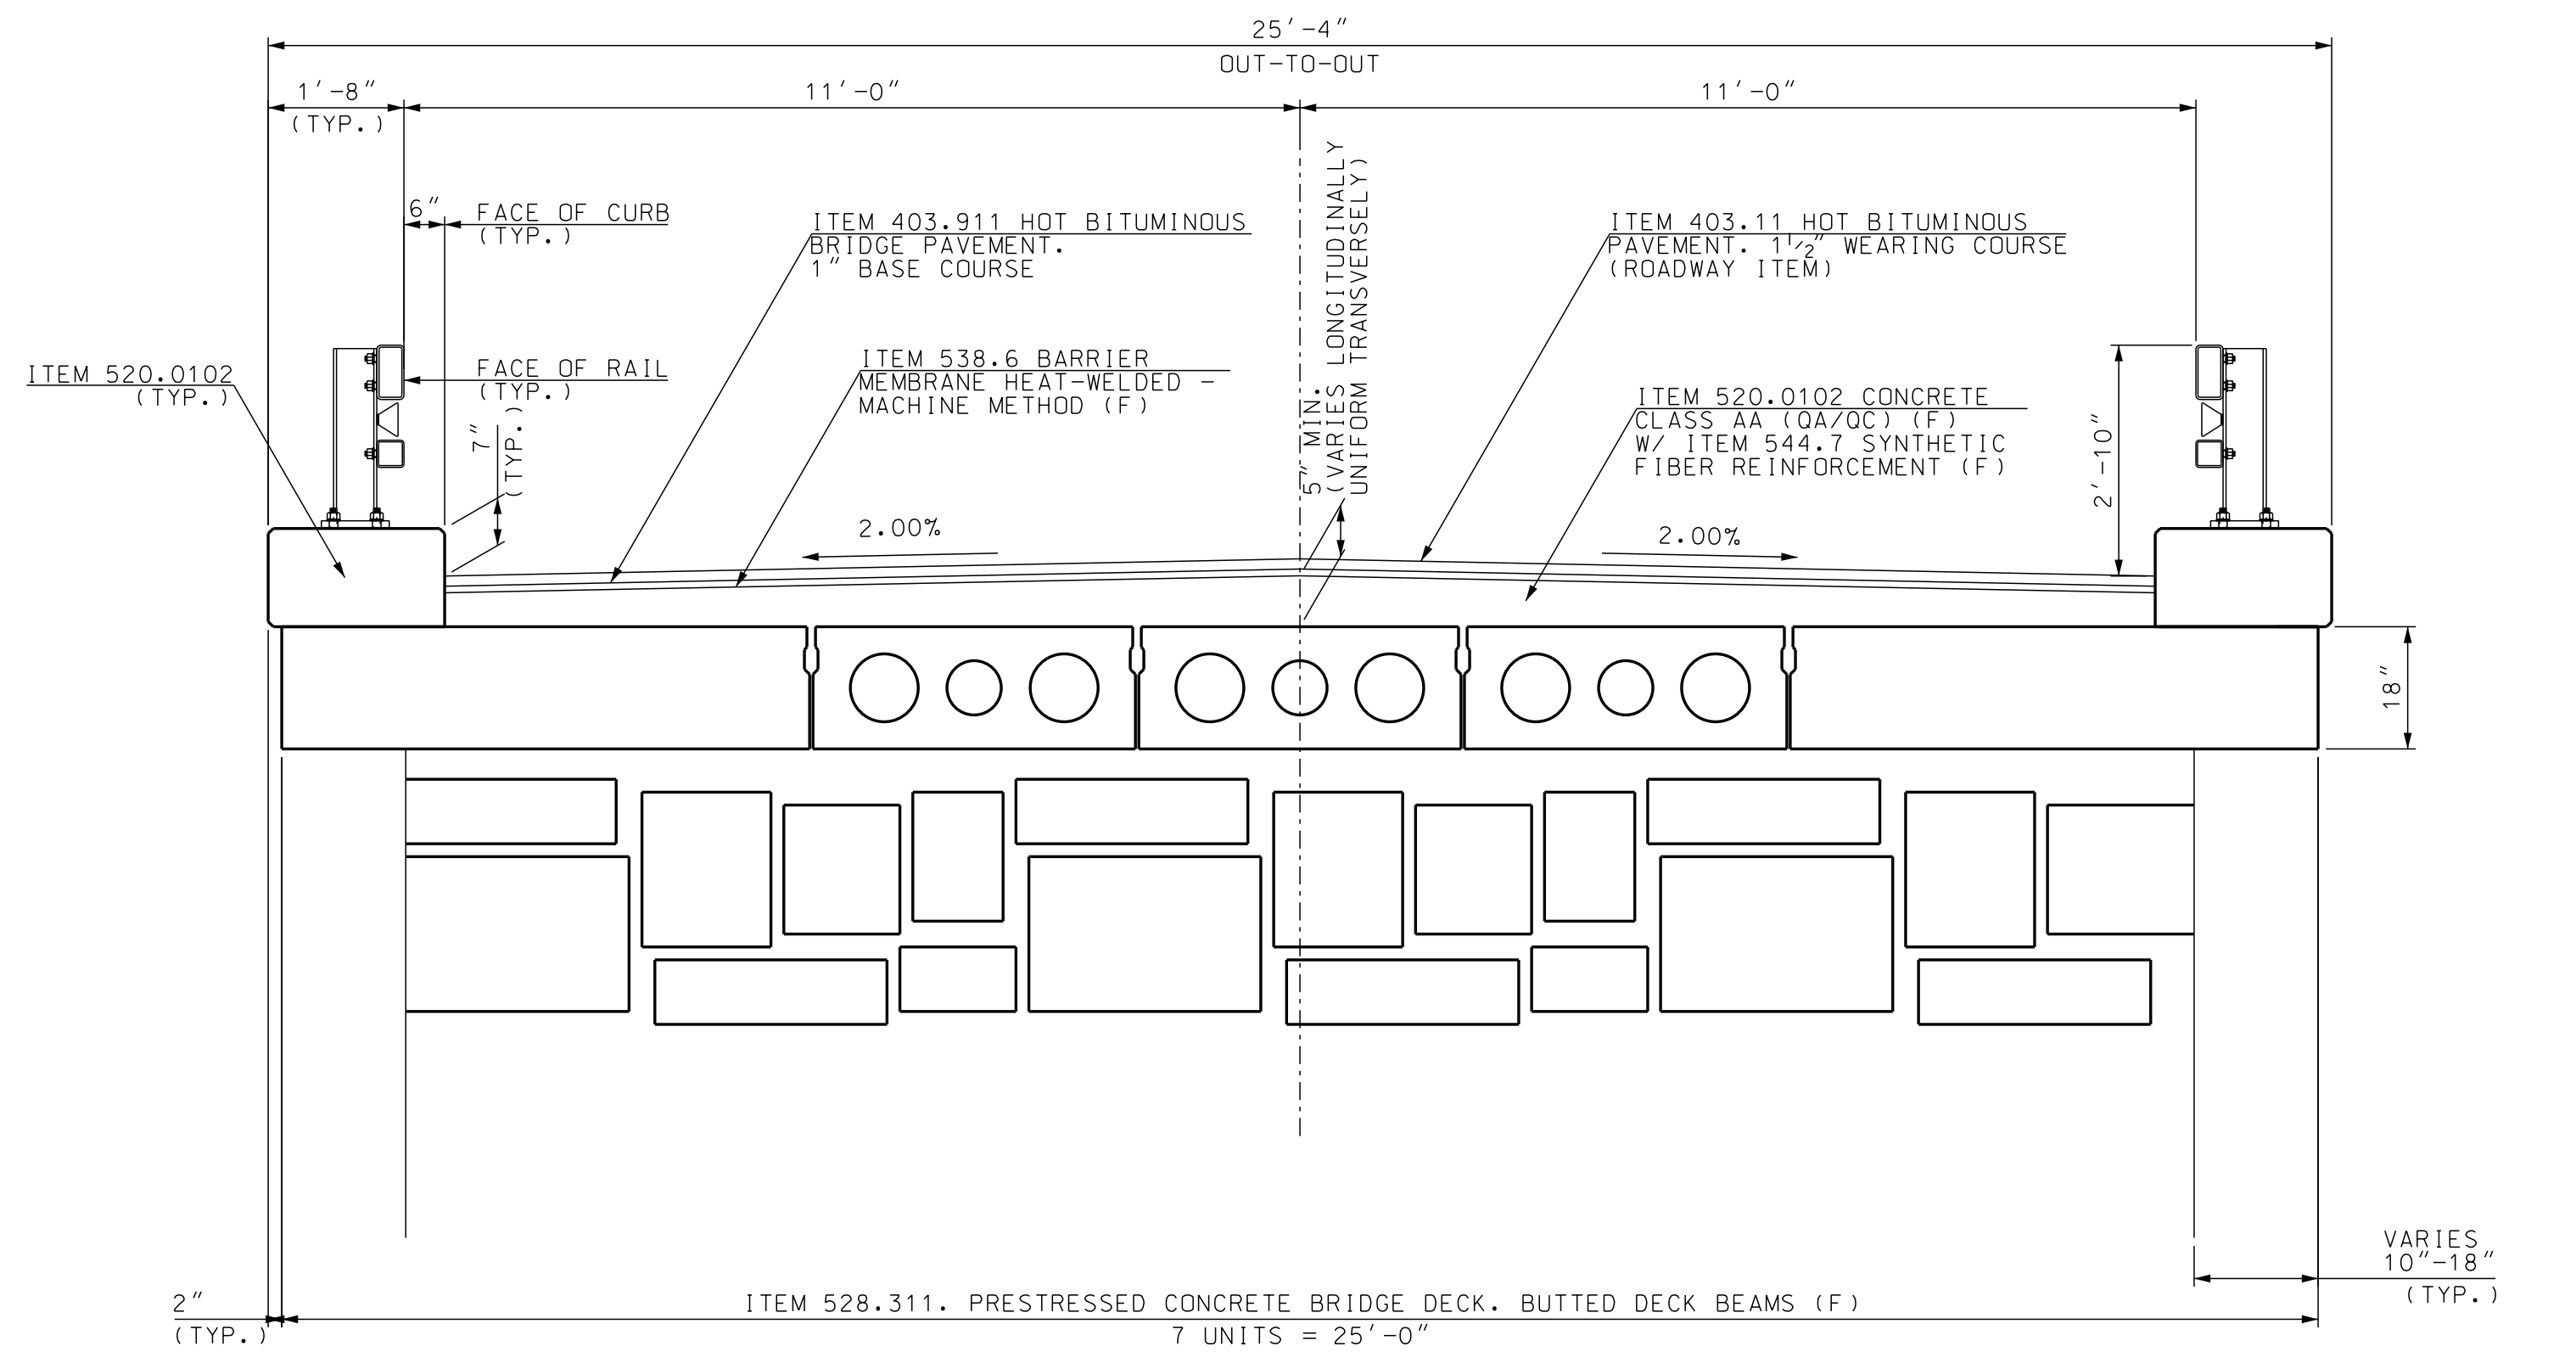 25'-4"
OUT-TO-OUT
1'-8"
(TYP.)
11'-0"
11'-0"
6"
FACE OF CURB
(TYP.)
ITEM 403.911 HOT BITUMINOUS
BRIDGE PAVEMENT.
1" BASE COURSE
5" MIN.
(VARIES LONGITUDINALLY
UNIFORM TRANSVERSELY)
ITEM 403.11 HOT BITUMINOUS
PAVEMENT. 1 1/2" WEARING COURSE
(ROADWAY ITEM)
ITEM 520.0102
(TYP.)
FACE OF RAIL
(TYP.)
7"
(TYP.)
ITEM 538.6 BARRIER
MEMBRANE HEAT-WELDED -
MACHINE METHOD (F)
ITEM 520.0102 CONCRETE
CLASS AA (QA/QC) (F)
W/ ITEM 544.7 SYNTHETIC
FIBER REINFORCEMENT (F)
2'-10"
2.00%
2.00%
18"
VARIES
10"-18"
(TYP.)
2"
(TYP.)
ITEM 528.311. PRESTRESSED CONCRETE BRIDGE DECK. BUTTED DECK BEAMS (F)
7 UNITS = 25'-0"